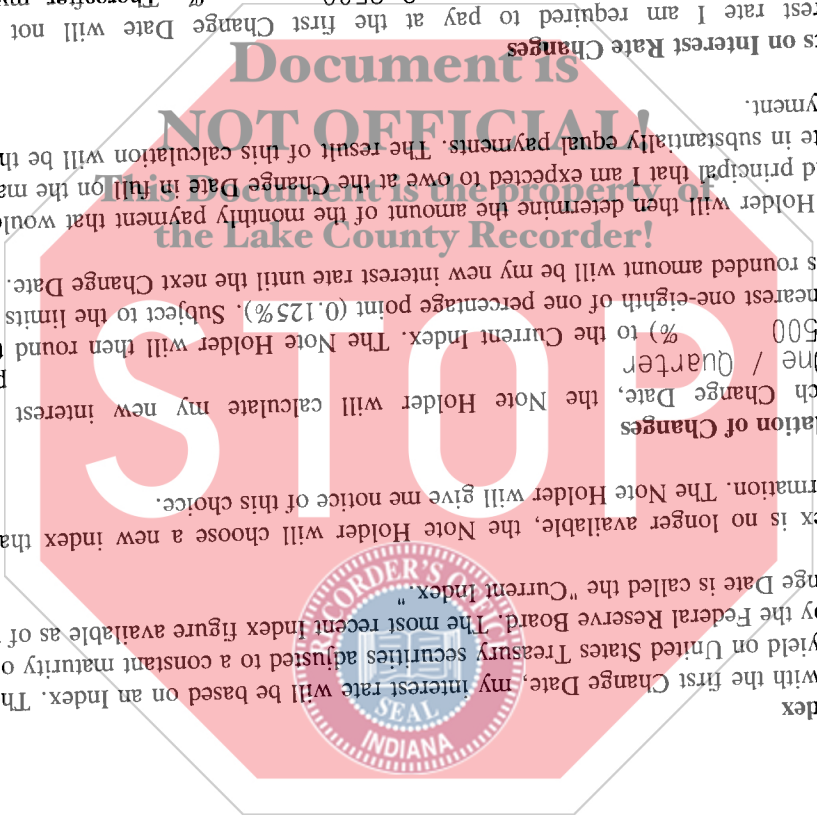 Document is
NOT OFFICIAL!
This Document is the property of
the Lake County Recorder!
STOP
RECORDER'S OFFICE
SEAL
INDIANA
dex
with the first Change Date, my interest rate will be based on an Index. Th
yield on United States Treasury securities adjusted to a constant maturity o
by the Federal Reserve Board. The most recent Index figure available as of
nge Date is called the "Current Index."
ex is no longer available, the Note Holder will choose a new index tha
rmation. The Note Holder will give me notice of this choice.
lation of Changes
ch Change Date, the Note Holder will calculate my new interest
One / Quarter p
500 %) to the Current Index. The Note Holder will then round
nearest one-eighth of one percentage point (0.125%). Subject to the limits
s rounded amount will be my new interest rate until the next Change Date.
Holder will then determine the amount of the monthly payment that would
d principal that I am expected to owe at the Change Date in full on the ma
te in substantially equal payments. The result of this calculation will be th
yment.
s on Interest Rate Changes
rest rate I am required to pay at the first Change Date will not